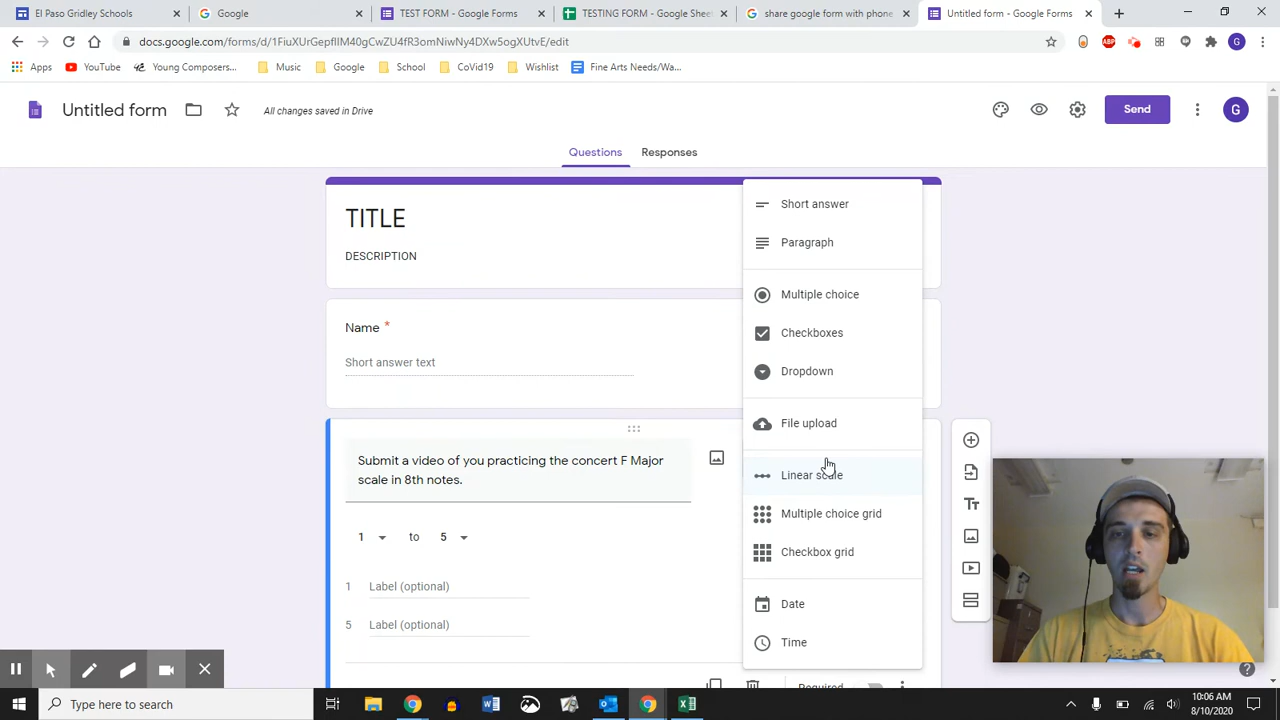 El Paso Gridley Schools
Google
TEST FORM - Google Forms
TESTING FORM - Google Sheet
share google form with phone
Untitled form - Google Forms
docs.google.com/forms/d/1FiuXUrGepflIM40gCwZU4fR3omNiwNy4DXw5ogXUtvE/edit
ABP
G
Apps
YouTube
Young Composers...
Music
Google
School
CoVid19
Wishlist
Fine Arts Needs/Wa...
Untitled form
All changes saved in Drive
Send
G
Questions
Responses
TITLE
DESCRIPTION
Name *
Short answer text
Submit a video of you practicing the concert F Major
scale in 8th notes.
1 to 5
1 Label (optional)
5 Label (optional)
Short answer
Paragraph
Multiple choice
Checkboxes
Dropdown
File upload
Linear scale
Multiple choice grid
Checkbox grid
Date
Time
Required
Tt
Type here to search
10:06 AM
8/10/2020